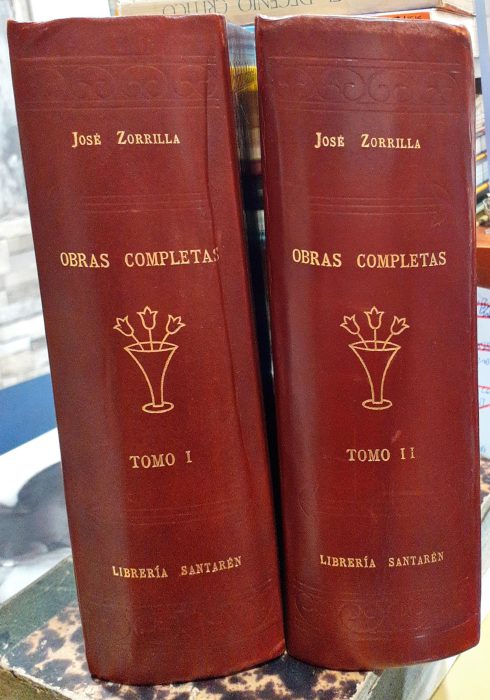 José Zorrilla
OBRAS COMPLETAS
TOMO I
LIBRERÍA SANTARÉN
José Zorrilla
OBRAS COMPLETAS
TOMO II
LIBRERÍA SANTARÉN